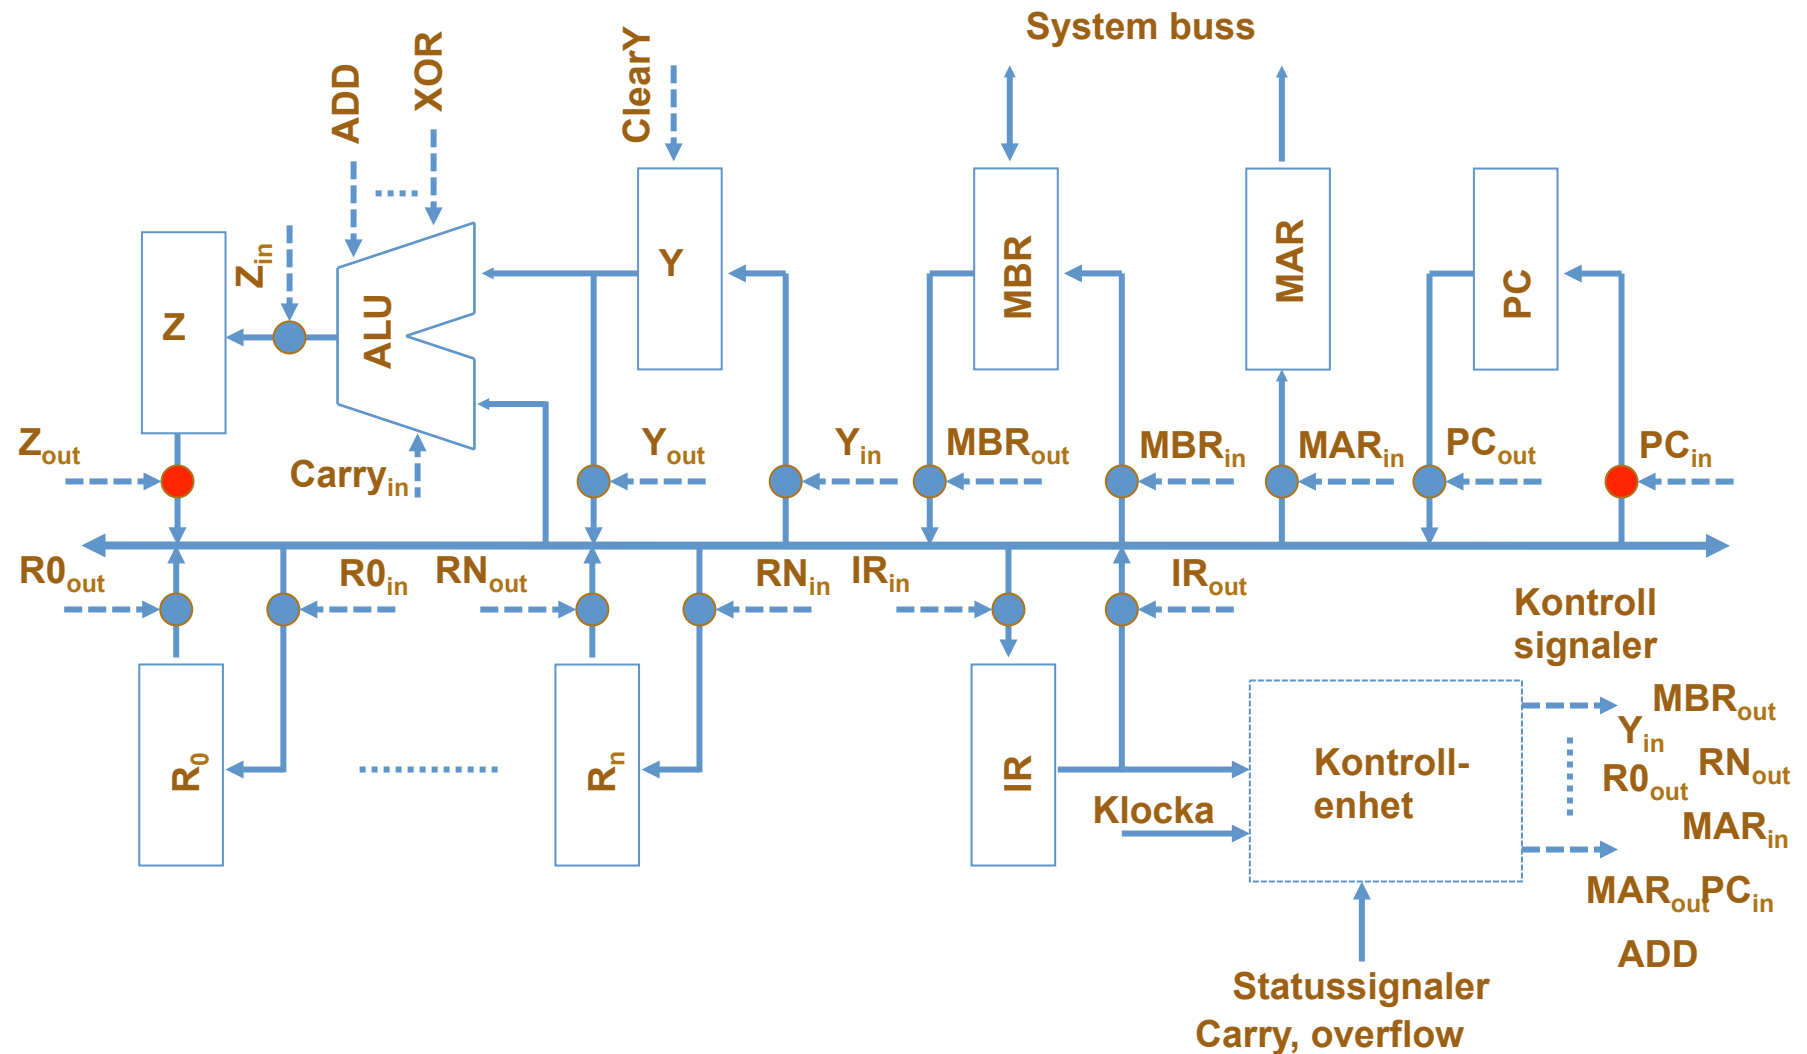 System buss
ADD
XOR
ClearY
Z
Zin
ALU
Y
MBR
MAR
PC
Zout
Carryin
Yout
Yin
MBRout
MBRin
MARin
PCout
PCin
R0out
R0in
RNout
RNin
IRin
IRout
R0
Rn
IR
Klocka
Kontroll-
enhet
Kontroll
signaler
MBRout
Yin
RNout
R0out
MARin
MARout
PCin
ADD
Statussignaler
Carry, overflow